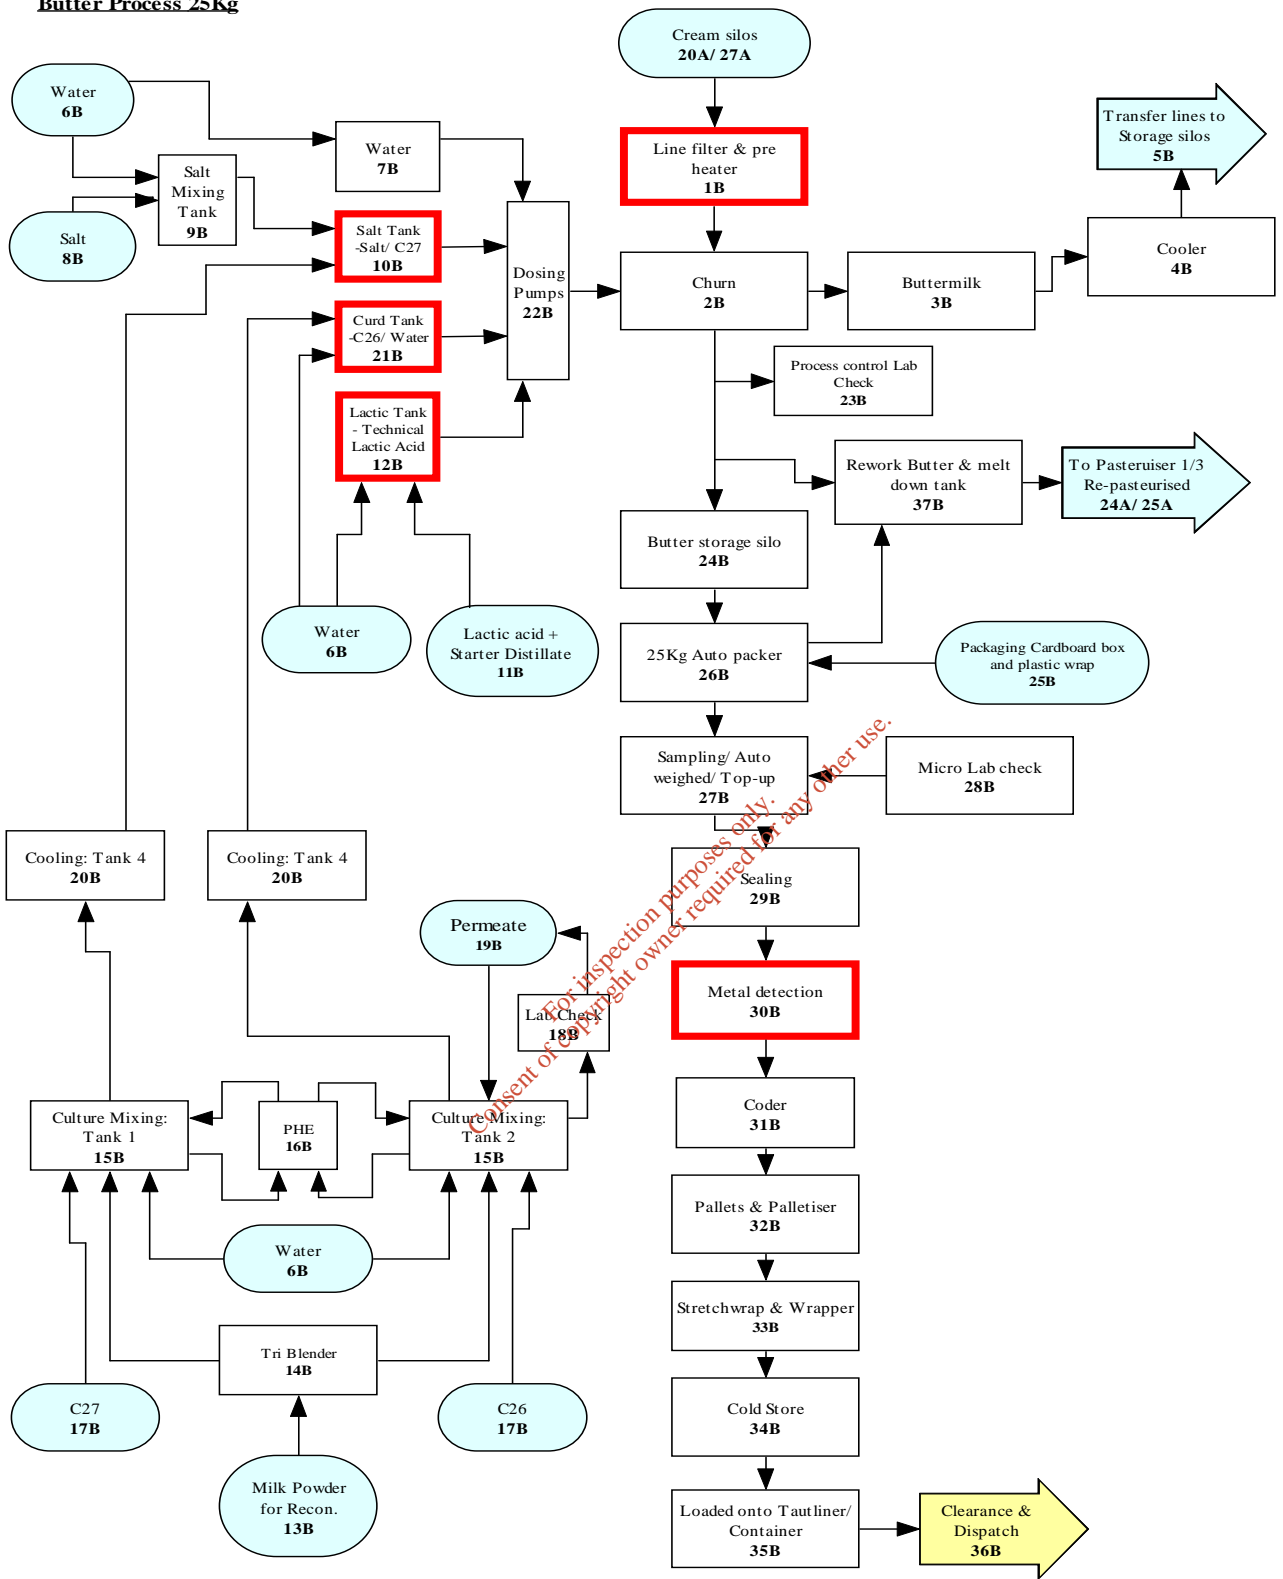 Butter Process 25Kg
Cream silos
20A/ 27A
Water
6B
Transfer lines to
Storage silos
5B
Water
7B
Line filter & pre
heater
1B
Salt
Mixing
Tank
9B
Salt
8B
Salt Tank
-Salt/ C27
10B
Dosing
Pumps
22B
Churn
2B
Buttermilk
3B
Cooler
4B
Curd Tank
-C26/ Water
21B
Process control Lab
Check
23B
Lactic Tank
- Technical
Lactic Acid
12B
Rework Butter & melt
down tank
37B
To Pasteruiser 1/3
Re-pasteurised
24A/ 25A
Butter storage silo
24B
Water
6B
Lactic acid +
Starter Distillate
11B
25Kg Auto packer
26B
Packaging Cardboard box
and plastic wrap
25B
Sampling/ Auto
weighed/ Top-up
27B
Micro Lab check
28B
Cooling: Tank 4
20B
Cooling: Tank 4
20B
Sealing
29B
Permeate
19B
Lab Check
18B
Metal detection
30B
For inspection purposes only.
Consent of copyright owner required for any other use.
Culture Mixing:
Tank 1
15B
PHE
16B
Culture Mixing:
Tank 2
15B
Coder
31B
Pallets & Palletiser
32B
Water
6B
Stretchwrap & Wrapper
33B
Tri Blender
14B
C27
17B
C26
17B
Cold Store
34B
Milk Powder
for Recon.
13B
Loaded onto Tautliner/
Container
35B
Clearance &
Dispatch
36B